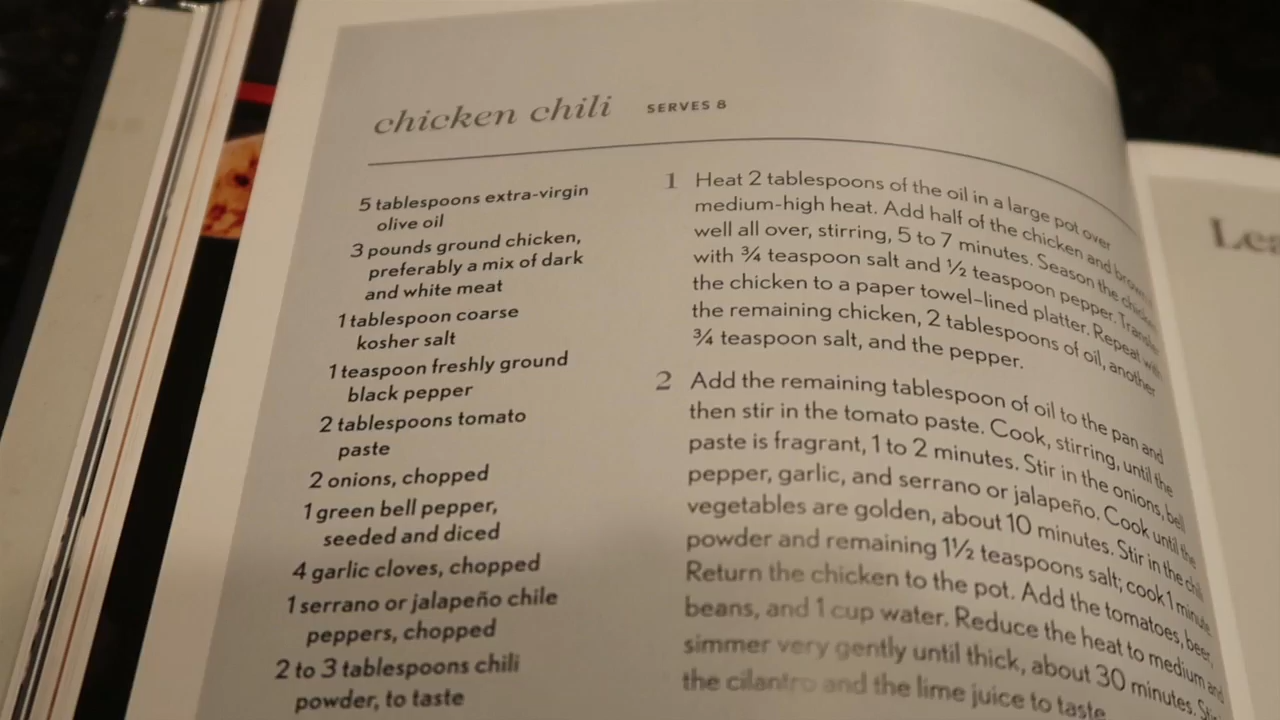 chicken chili SERVES 8
5 tablespoons extra-virgin
olive oil
3 pounds ground chicken,
preferably a mix of dark
and white meat
1 tablespoon coarse
kosher salt
1 teaspoon freshly ground
black pepper
2 tablespoons tomato
paste
2 onions, chopped
1 green bell pepper,
seeded and diced
4 garlic cloves, chopped
1 serrano or jalapeño chile
peppers, chopped
2 to 3 tablespoons chili
powder, to taste
1 Heat 2 tablespoons of the oil in a large pot over
medium-high heat. Add half of the chicken and brown
well all over, stirring, 5 to 7 minutes. Season the chicken
with ¾ teaspoon salt and ½ teaspoon pepper. Transfer
the chicken to a paper towel-lined platter. Repeat with
the remaining chicken, 2 tablespoons of oil, another
¾ teaspoon salt, and the pepper.
2 Add the remaining tablespoon of oil to the pan and
then stir in the tomato paste. Cook, stirring, until the
paste is fragrant, 1 to 2 minutes. Stir in the onions, bell
pepper, garlic, and serrano or jalapeño. Cook until the
vegetables are golden, about 10 minutes. Stir in the chili
powder and remaining 1½ teaspoons salt; cook 1 minute.
Return the chicken to the pot. Add the tomatoes, beer,
beans, and 1 cup water. Reduce the heat to medium and
simmer very gently until thick, about 30 minutes. Stir
the cilantro and the lime juice to taste.
Lea